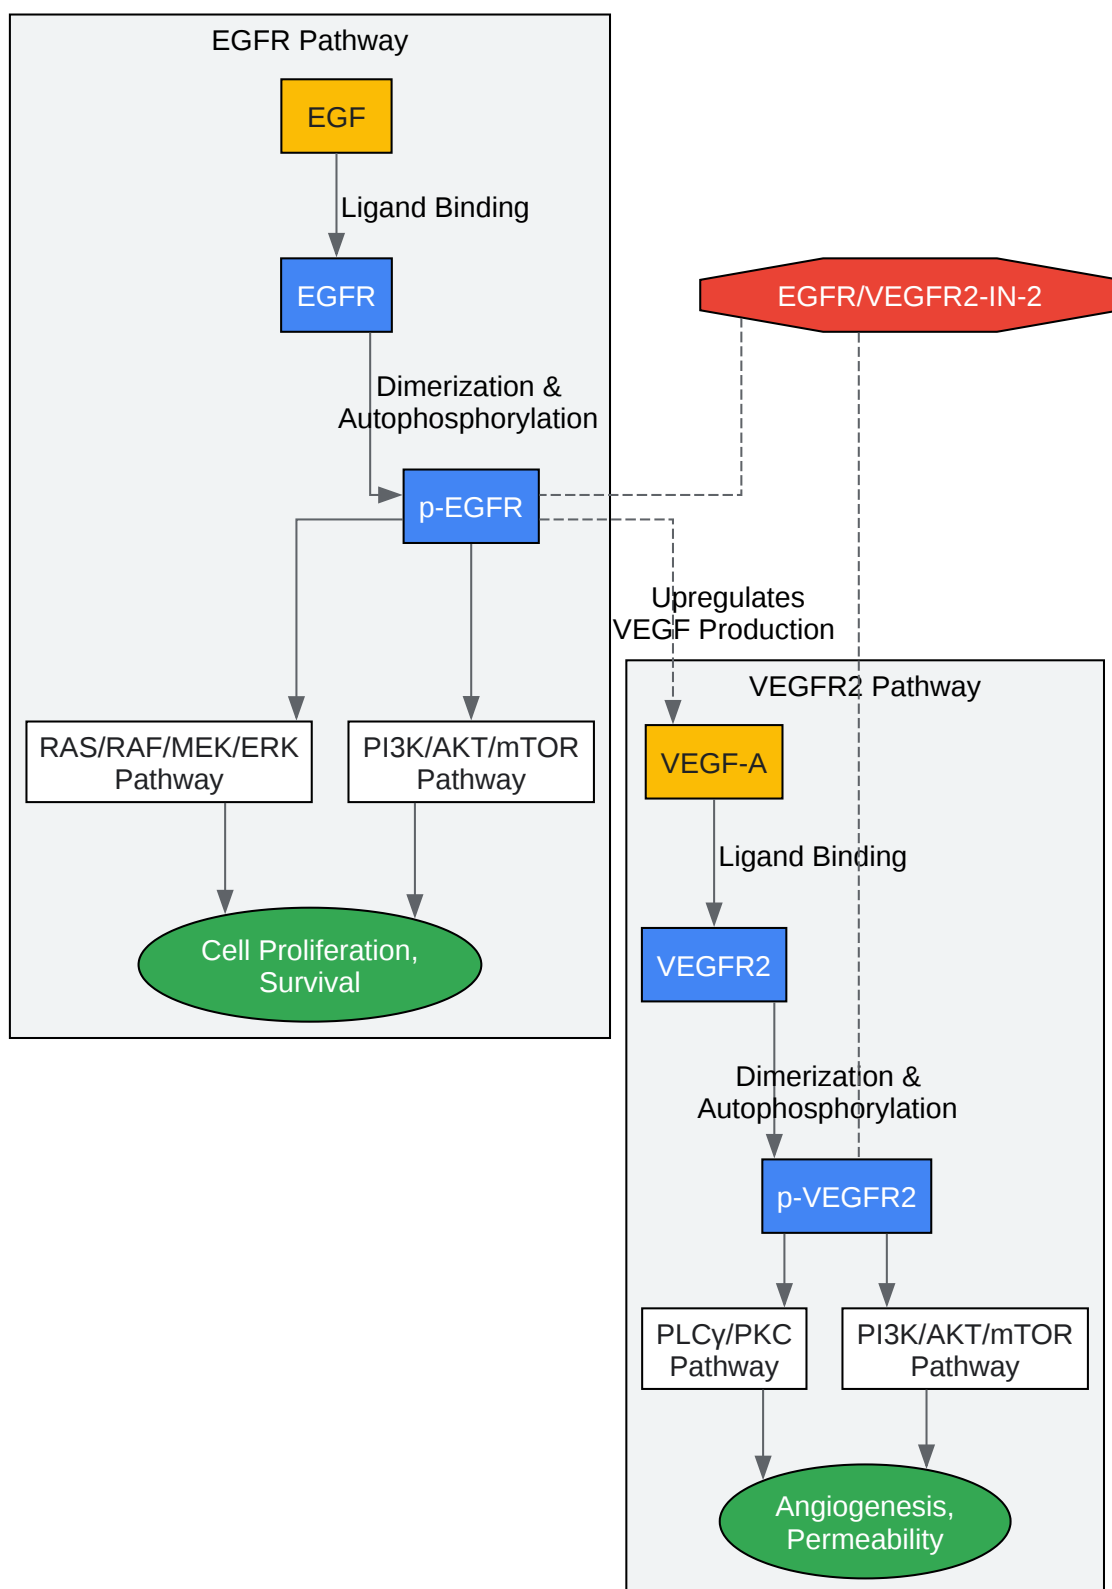 EGFR Pathway
EGF
Ligand Binding
EGFR
EGFR/VEGFR2-IN-2
Dimerization &
Autophosphorylation
p-EGFR
Upregulates
VEGF Production
RAS/RAF/MEK/ERK
Pathway
PI3K/AKT/mTOR
Pathway
Cell Proliferation,
Survival
VEGFR2 Pathway
VEGF-A
Ligand Binding
VEGFR2
Dimerization &
Autophosphorylation
p-VEGFR2
PLCγ/PKC
Pathway
PI3K/AKT/mTOR
Pathway
Angiogenesis,
Permeability